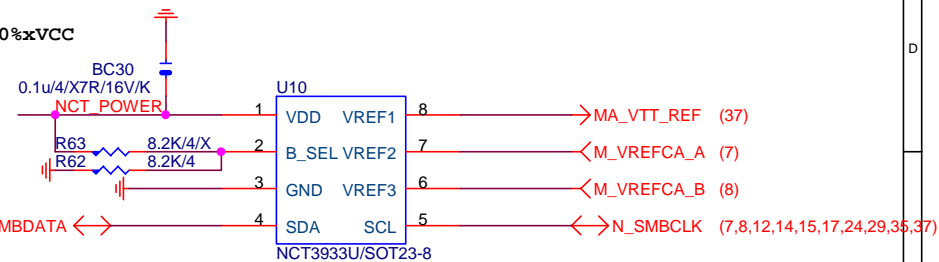 0%xVCC
D
BC30
0.1u/4/X7R/16V/K
U10
NCT_POWER
1 VDD VREF1 8 MA_VTT_REF (37)
R63 8.2K/4/X
2 B_SEL VREF2 7 M_VREFCA_A (7)
R62 8.2K/4
3 GND VREF3 6 M_VREFCA_B (8)
MBDATA 4 SDA SCL 5 N_SMBCLK (7,8,12,14,15,17,24,29,35,37)
NCT3933U/SOT23-8